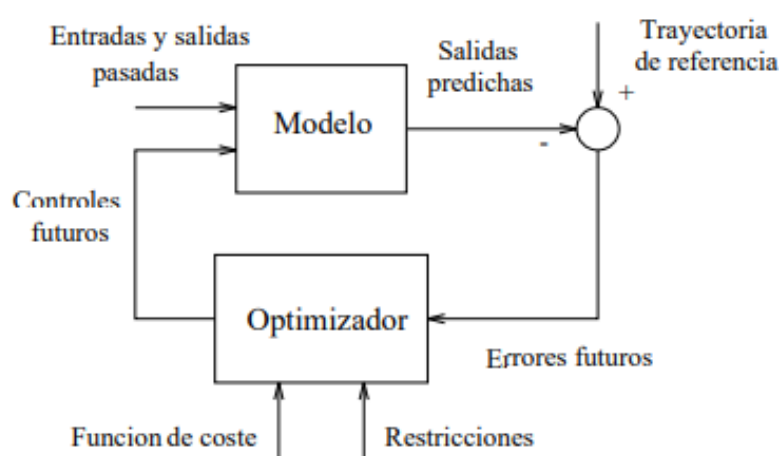 Entradas y salidas
pasadas
Salidas
predichas
Trayectoria
de referencia
+
Modelo
-
Controles
futuros
Optimizador
Errores futuros
Funcion de coste
Restricciones